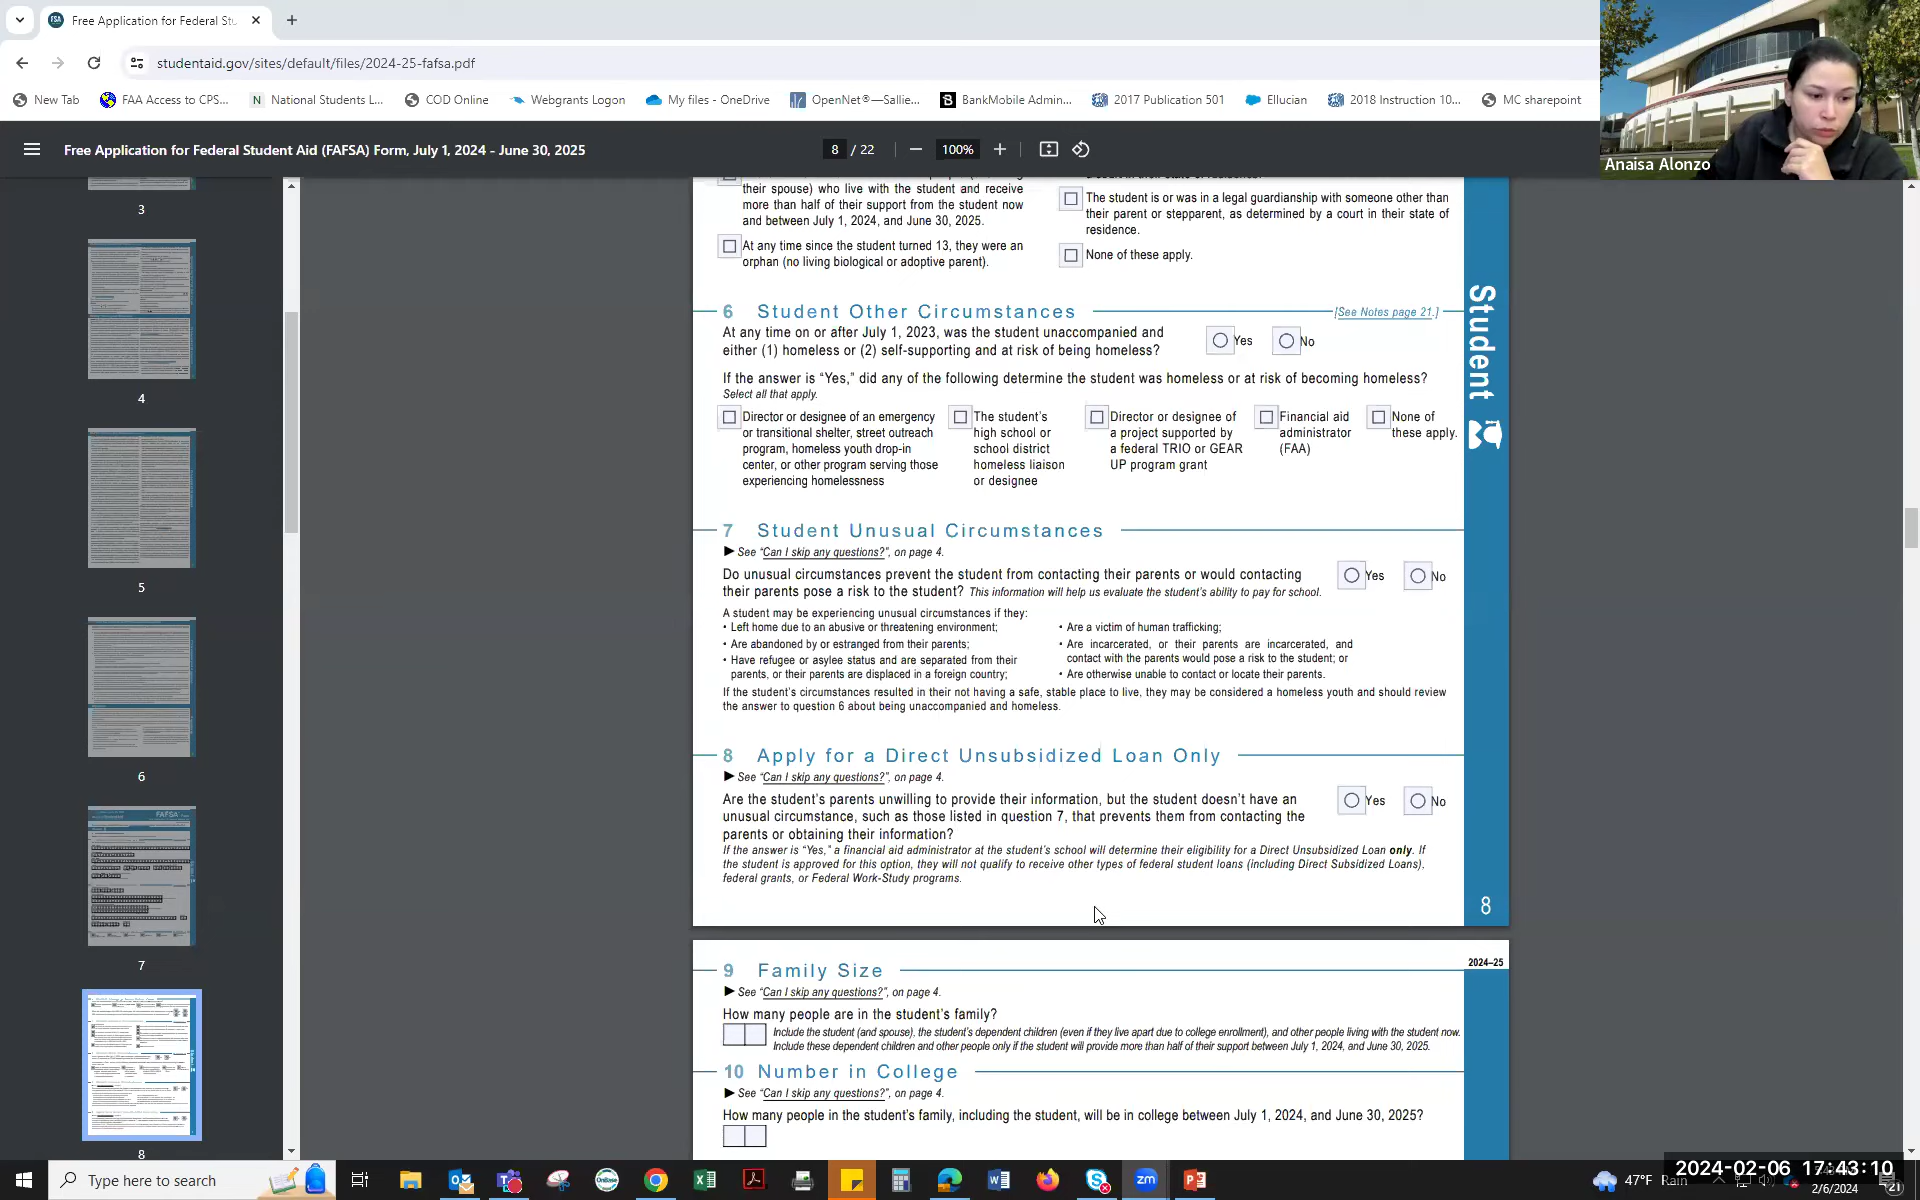 Free Application for Federal Stu
studentaid.gov/sites/default/files/2024-25-fafsa.pdf
New Tab
FAA Access to CPS...
National Students L...
COD Online
Webgrants Logon
My files - OneDrive
OpenNet®—Sallie...
BankMobile Admin...
2017 Publication 501
Ellucian
2018 Instruction 10...
MC sharepoint
Anaisa Alonzo
Free Application for Federal Student Aid (FAFSA) Form, July 1, 2024 - June 30, 2025
8 / 22
100%
3
4
5
6
7
8
their spouse) who live with the student and receive
more than half of their support from the student now
and between July 1, 2024, and June 30, 2025.
At any time since the student turned 13, they were an
orphan (no living biological or adoptive parent).
The student is or was in a legal guardianship with someone other than
their parent or stepparent, as determined by a court in their state of
residence.
None of these apply.
Student
6 Student Other Circumstances
[See Notes page 21.]
At any time on or after July 1, 2023, was the student unaccompanied and
either (1) homeless or (2) self-supporting and at risk of being homeless?
Yes
No
If the answer is “Yes,” did any of the following determine the student was homeless or at risk of becoming homeless?
Select all that apply.
Director or designee of an emergency
or transitional shelter, street outreach
program, homeless youth drop-in
center, or other program serving those
experiencing homelessness
The student’s
high school or
school district
homeless liaison
or designee
Director or designee of
a project supported by
a federal TRIO or GEAR
UP program grant
Financial aid
administrator
(FAA)
None of
these apply.
7 Student Unusual Circumstances
See “Can I skip any questions?”, on page 4.
Do unusual circumstances prevent the student from contacting their parents or would contacting
their parents pose a risk to the student? This information will help us evaluate the student’s ability to pay for school.
Yes
No
A student may be experiencing unusual circumstances if they:
• Left home due to an abusive or threatening environment;
• Are abandoned by or estranged from their parents;
• Have refugee or asylee status and are separated from their
parents, or their parents are displaced in a foreign country;
• Are a victim of human trafficking;
• Are incarcerated, or their parents are incarcerated, and
contact with the parents would pose a risk to the student; or
• Are otherwise unable to contact or locate their parents.
If the student’s circumstances resulted in their not having a safe, stable place to live, they may be considered a homeless youth and should review
the answer to question 6 about being unaccompanied and homeless.
8 Apply for a Direct Unsubsidized Loan Only
See “Can I skip any questions?”, on page 4.
Are the student’s parents unwilling to provide their information, but the student doesn’t have an
unusual circumstance, such as those listed in question 7, that prevents them from contacting the
parents or obtaining their information?
Yes
No
If the answer is “Yes,” a financial aid administrator at the student’s school will determine their eligibility for a Direct Unsubsidized Loan only. If
the student is approved for this option, they will not qualify to receive other types of federal student loans (including Direct Subsidized Loans),
federal grants, or Federal Work-Study programs.
8
2024–25
9 Family Size
See “Can I skip any questions?”, on page 4.
How many people are in the student’s family?
Include the student (and spouse), the student’s dependent children (even if they live apart due to college enrollment), and other people living with the student now.
Include these dependent children and other people only if the student will provide more than half of their support between July 1, 2024, and June 30, 2025.
10 Number in College
See “Can I skip any questions?”, on page 4.
How many people in the student’s family, including the student, will be in college between July 1, 2024, and June 30, 2025?
Type here to search
47°F Rain
2024-02-06 17:43:10
2/6/2024
21